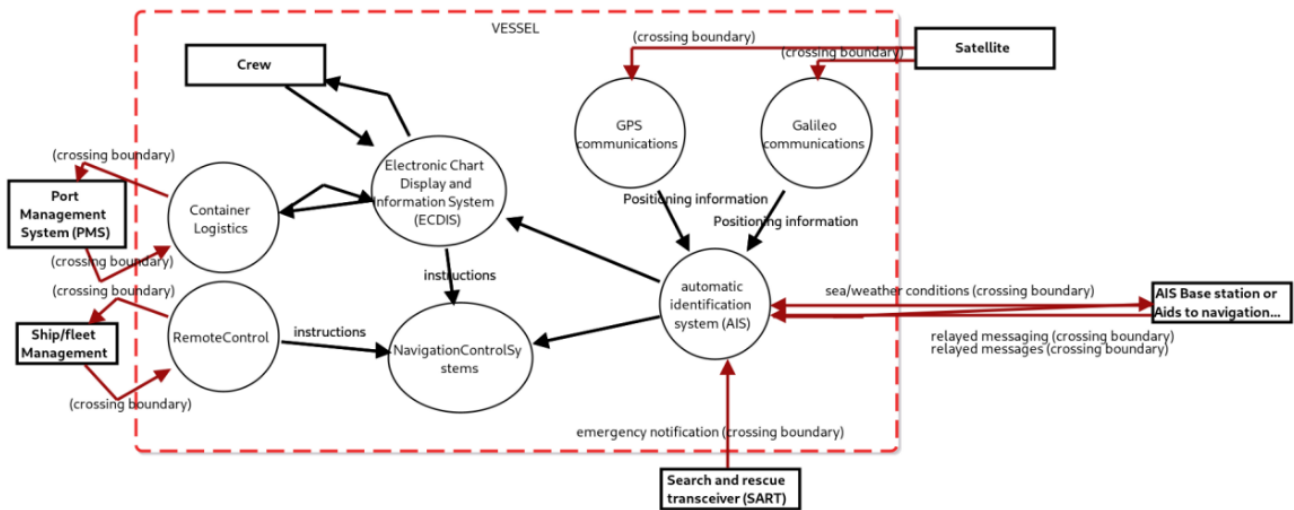 VESSEL
(crossing boundary)
Satellite
(crossing boundary)
Crew
GPS
communications
Galileo
communications
(crossing boundary)
Electronic Chart
Display and
Information System
(ECDIS)
Port
Management
System (PMS)
Container
Logistics
Positioning information
Positioning information
(crossing boundary)
instructions
automatic
identification
system (AIS)
(crossing boundary)
sea/weather conditions (crossing boundary)
AIS Base station or
Aids to navigation...
Ship/fleet
Management
RemoteControl
instructions
NavigationControlSy
stems
relayed messaging (crossing boundary)
relayed messages (crossing boundary)
(crossing boundary)
emergency notification (crossing boundary)
Search and rescue
transceiver (SART)